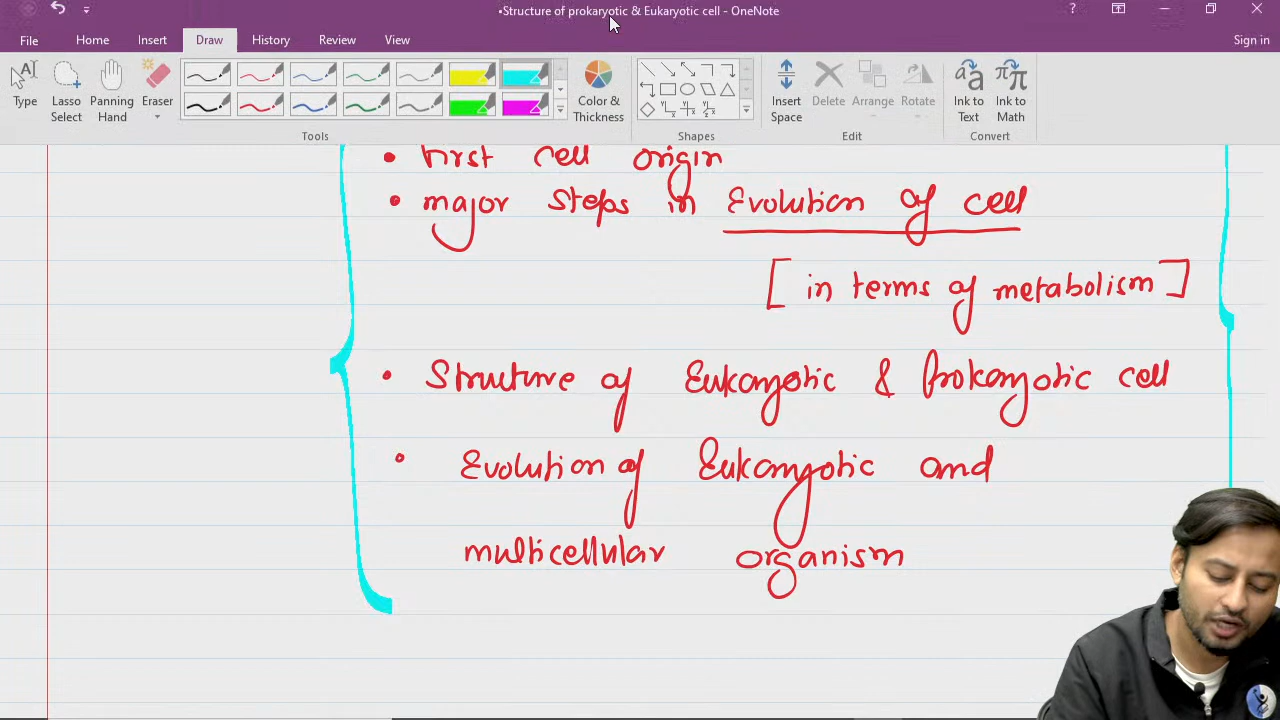 •Structure of prokaryotic & Eukaryotic cell - OneNote
File Home Insert Draw History Review View Sign in
Type Lasso Select Panning Hand Eraser Color & Thickness Insert Space Delete Arrange Rotate Ink to Text Ink to Math
Tools Shapes Edit Convert
• First cell origin
• major steps in Evolution of cell
[ in terms of metabolism ]
• Structure of Eukaryotic & Prokaryotic cell
• Evolution of Eukaryotic and
multicellular organism